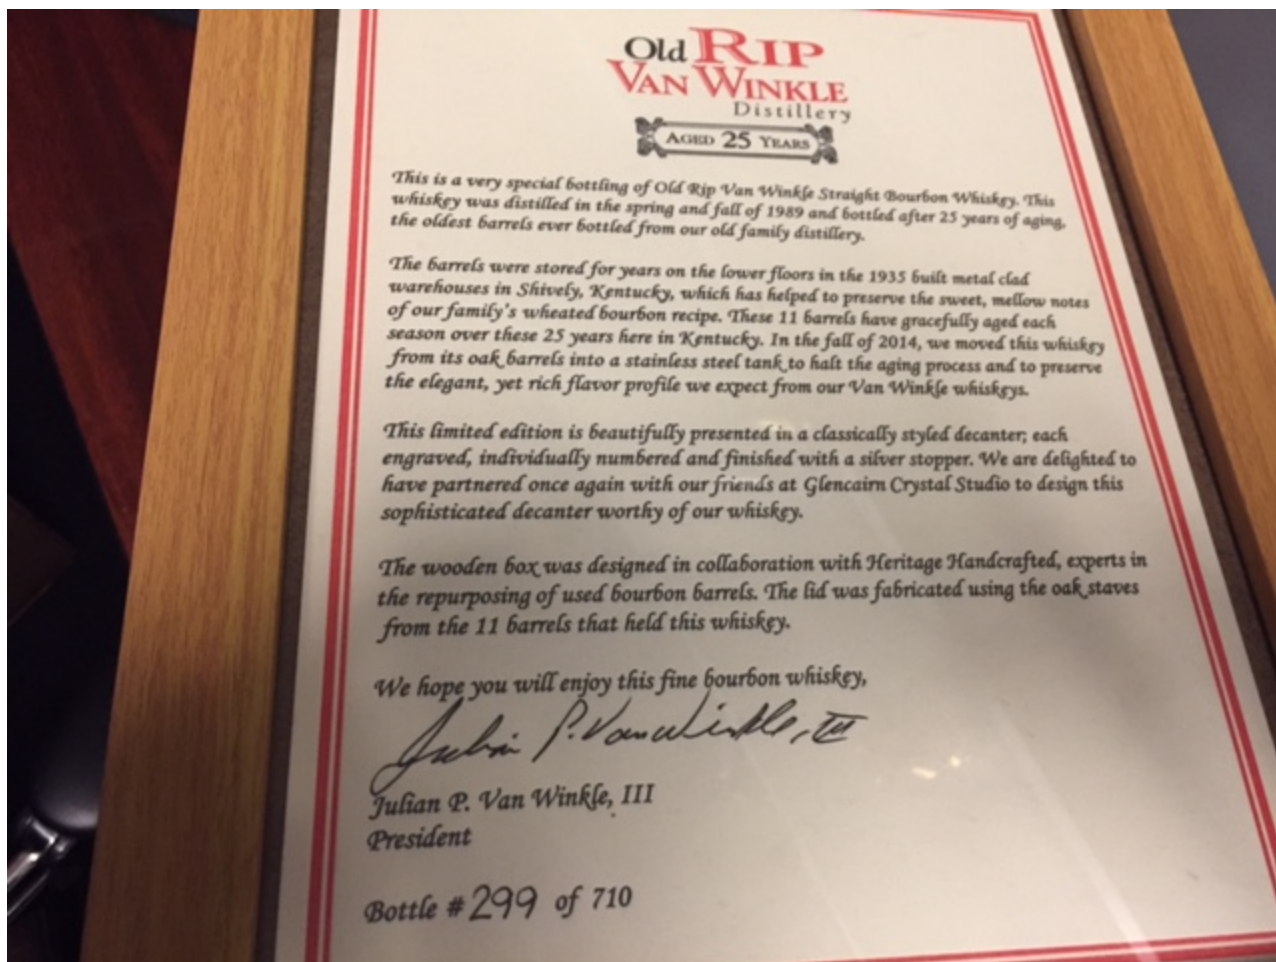 Old RIP
VAN WINKLE
Distillery
AGED 25 YEARS
This is a very special bottling of Old Rip Van Winkle Straight Bourbon Whiskey. This
whiskey was distilled in the spring and fall of 1989 and bottled after 25 years of aging,
the oldest barrels ever bottled from our old family distillery.
The barrels were stored for years on the lower floors in the 1935 built metal clad
warehouses in Shively, Kentucky, which has helped to preserve the sweet, mellow notes
of our family's wheated bourbon recipe. These 11 barrels have gracefully aged each
season over these 25 years here in Kentucky. In the fall of 2014, we moved this whiskey
from its oak barrels into a stainless steel tank to halt the aging process and to preserve
the elegant, yet rich flavor profile we expect from our Van Winkle whiskeys.
This limited edition is beautifully presented in a classically styled decanter; each
engraved, individually numbered and finished with a silver stopper. We are delighted to
have partnered once again with our friends at Glencairn Crystal Studio to design this
sophisticated decanter worthy of our whiskey.
The wooden box was designed in collaboration with Heritage Handcrafted, experts in
the repurposing of used bourbon barrels. The lid was fabricated using the oak staves
from the 11 barrels that held this whiskey.
We hope you will enjoy this fine bourbon whiskey,
Julian P. Van Winkle, III
Julian P. Van Winkle, III
President
Bottle # 299 of 710